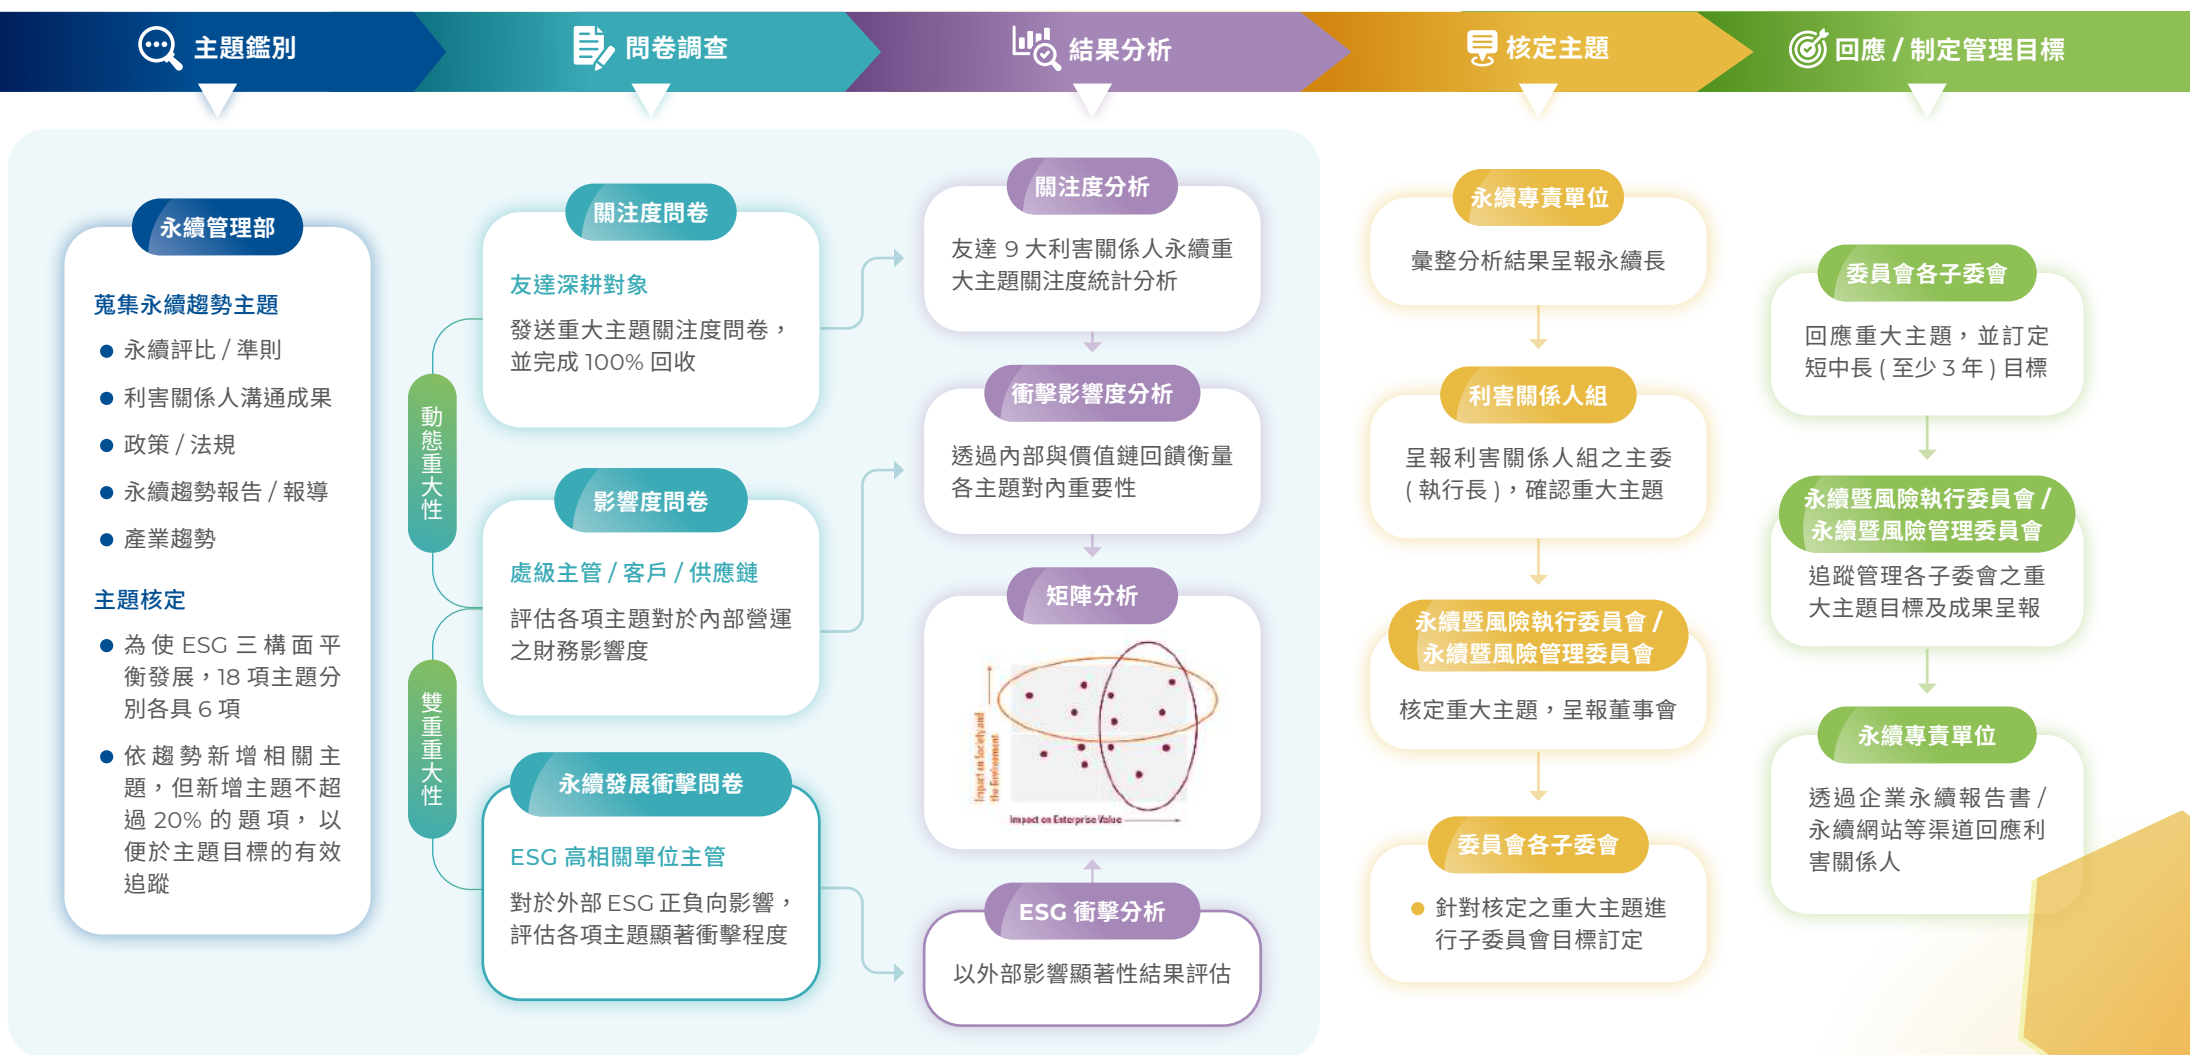 主題鑑別
問卷調查
結果分析
核定主題
回應 / 制定管理目標
永續管理部
蒐集永續趨勢主題
永續評比 / 準則
利害關係人溝通成果
政策 / 法規
永續趨勢報告 / 報導
產業趨勢
主題核定
為使 ESG 三構面平
衡發展，18 項主題分
別各具 6 項
依趨勢新增相關主
題，但新增主題不超
過 20% 的題項，以
便於主題目標的有效
追蹤
動態重大性
雙重重大性
關注度問卷
友達深耕對象
發送重大主題關注度問卷，
並完成 100% 回收
影響度問卷
處級主管 / 客戶 / 供應鏈
評估各項主題對於內部營運
之財務影響度
永續發展衝擊問卷
ESG 高相關單位主管
對於外部 ESG 正負向影響，
評估各項主題顯著衝擊程度
關注度分析
友達 9 大利害關係人永續重
大主題關注度統計分析
衝擊影響度分析
透過內部與價值鏈回饋衡量
各主題對內重要性
矩陣分析
Impact on Society and
the Environment
Impact on Enterprise Value
ESG 衝擊分析
以外部影響顯著性結果評估
永續專責單位
彙整分析結果呈報永續長
利害關係人組
呈報利害關係人組之主委
( 執行長 )，確認重大主題
永續暨風險執行委員會 /
永續暨風險管理委員會
核定重大主題，呈報董事會
委員會各子委會
針對核定之重大主題進
行子委員會目標訂定
委員會各子委會
回應重大主題，並訂定
短中長 ( 至少 3 年 ) 目標
永續暨風險執行委員會 /
永續暨風險管理委員會
追蹤管理各子委會之重
大主題目標及成果呈報
永續專責單位
透過企業永續報告書 /
永續網站等渠道回應利
害關係人